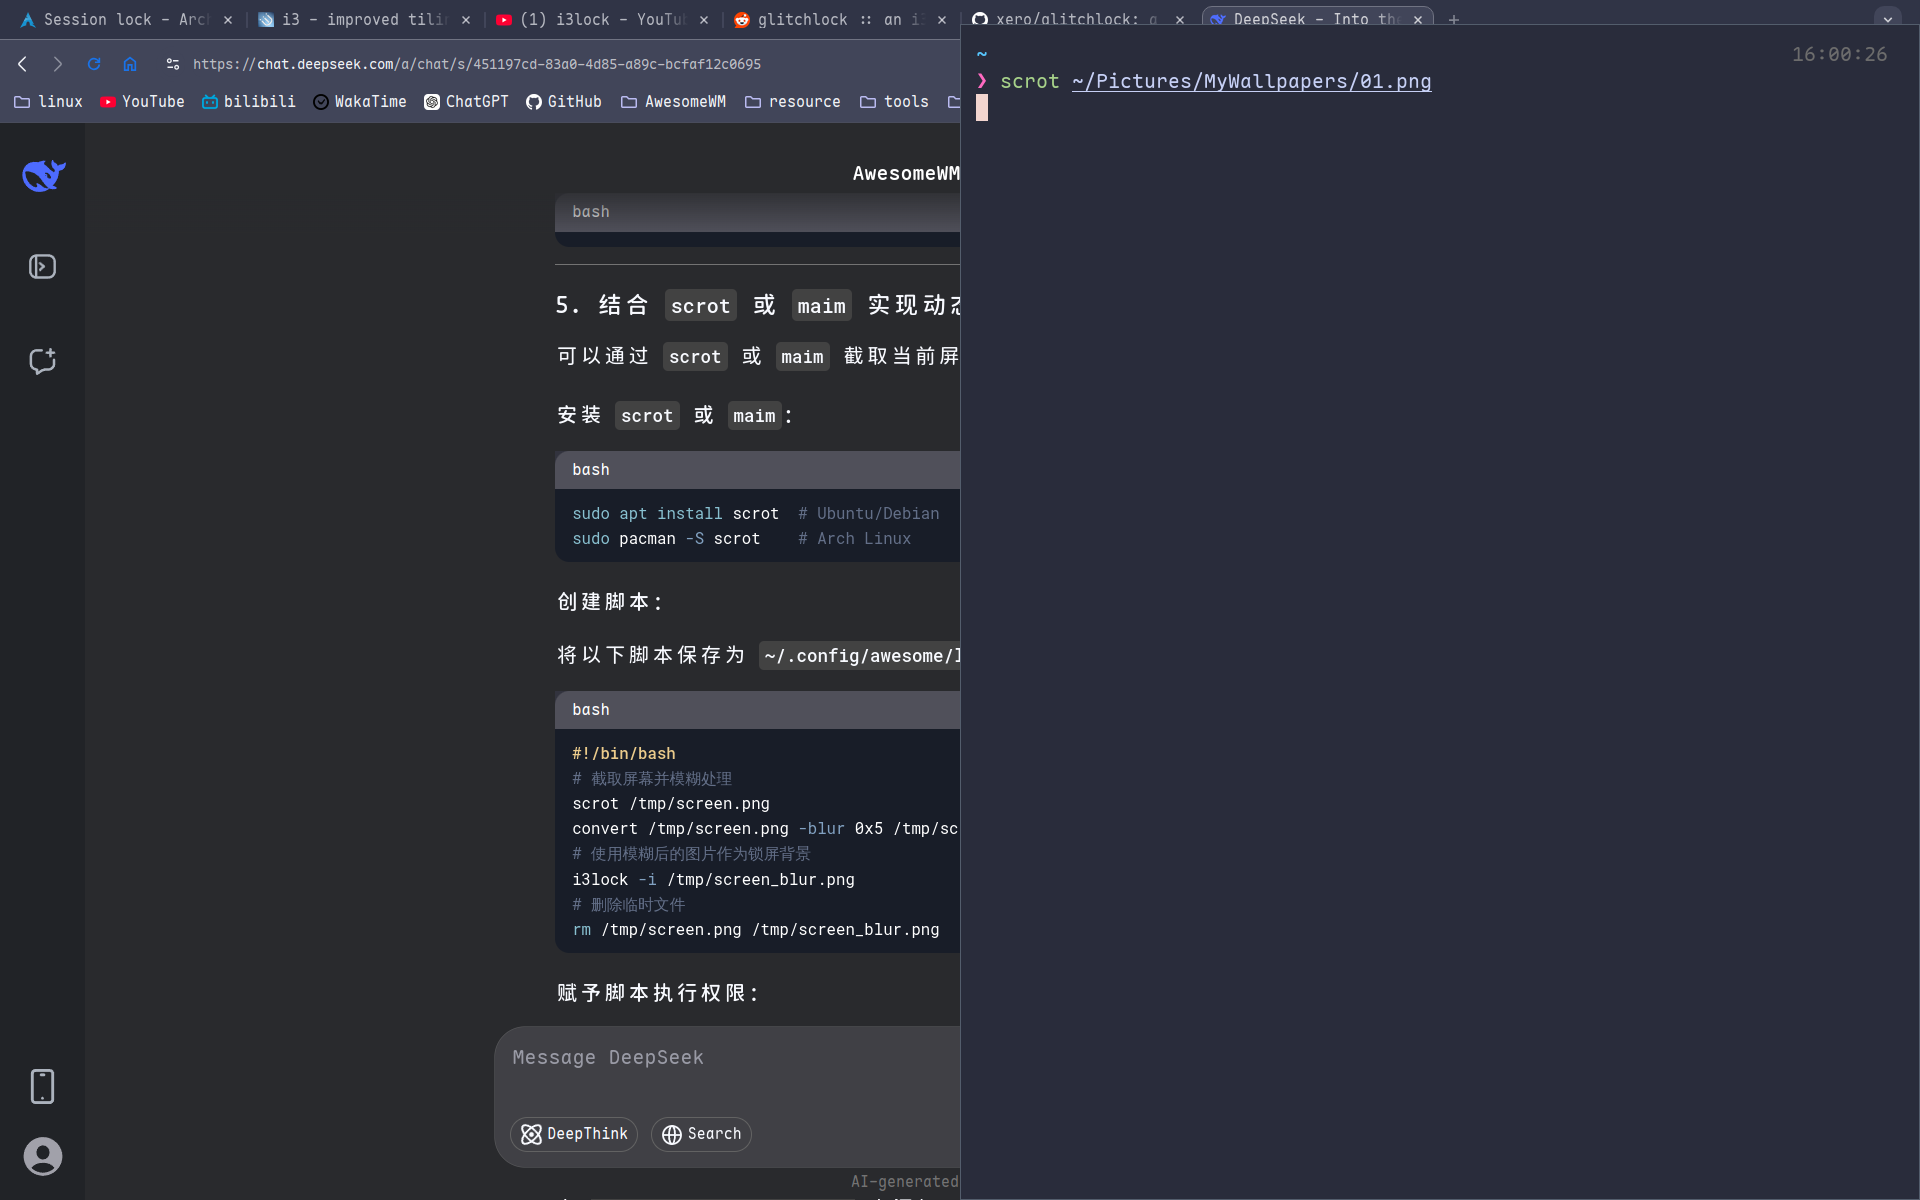 Session lock - Arc
i3 - improved tilin
(1) i3lock - YouTu
glitchlock :: an i3
xero/glitchlock: a
DeepSeek - Into the
https://chat.deepseek.com/a/chat/s/451197cd-83a0-4d85-a89c-bcfaf12c0695
linux YouTube bilibili WakaTime ChatGPT GitHub AwesomeWM resource tools
AwesomeWM
bash
5. 结合 scrot 或 maim 实现动态
可以通过 scrot 或 maim 截取当前屏
安装 scrot 或 maim：
bash
sudo apt install scrot # Ubuntu/Debian
sudo pacman -S scrot # Arch Linux
创建脚本：
将以下脚本保存为 ~/.config/awesome/l
bash
#!/bin/bash
# 截取屏幕并模糊处理
scrot /tmp/screen.png
convert /tmp/screen.png -blur 0x5 /tmp/sc
# 使用模糊后的图片作为锁屏背景
i3lock -i /tmp/screen_blur.png
# 删除临时文件
rm /tmp/screen.png /tmp/screen_blur.png
赋予脚本执行权限：
Message DeepSeek
DeepThink Search
AI-generated
~ 16:00:26
❯ scrot ~/Pictures/MyWallpapers/01.png